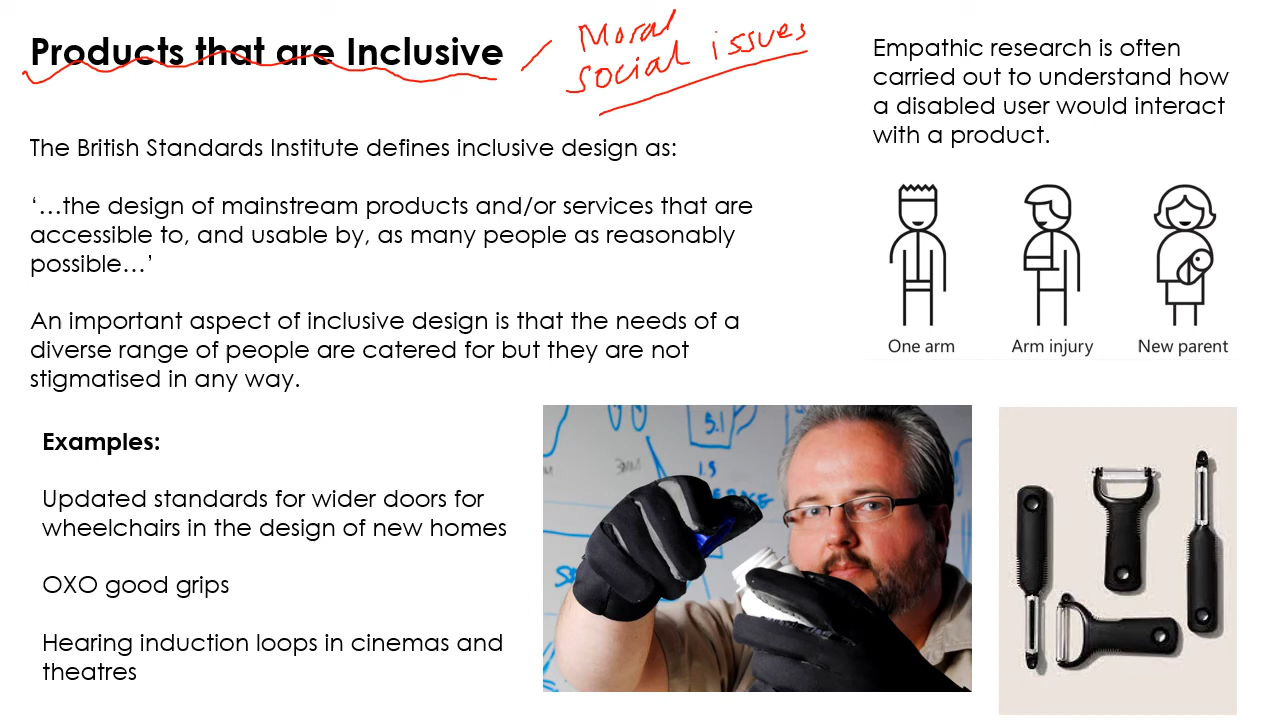 Products that are Inclusive
Moral
social issues
The British Standards Institute defines inclusive design as:
‘…the design of mainstream products and/or services that are
accessible to, and usable by, as many people as reasonably
possible…’
An important aspect of inclusive design is that the needs of a
diverse range of people are catered for but they are not
stigmatised in any way.
Examples:
Updated standards for wider doors for
wheelchairs in the design of new homes
OXO good grips
Hearing induction loops in cinemas and
theatres
Empathic research is often
carried out to understand how
a disabled user would interact
with a product.
One arm
Arm injury
New parent
5.1
1.5